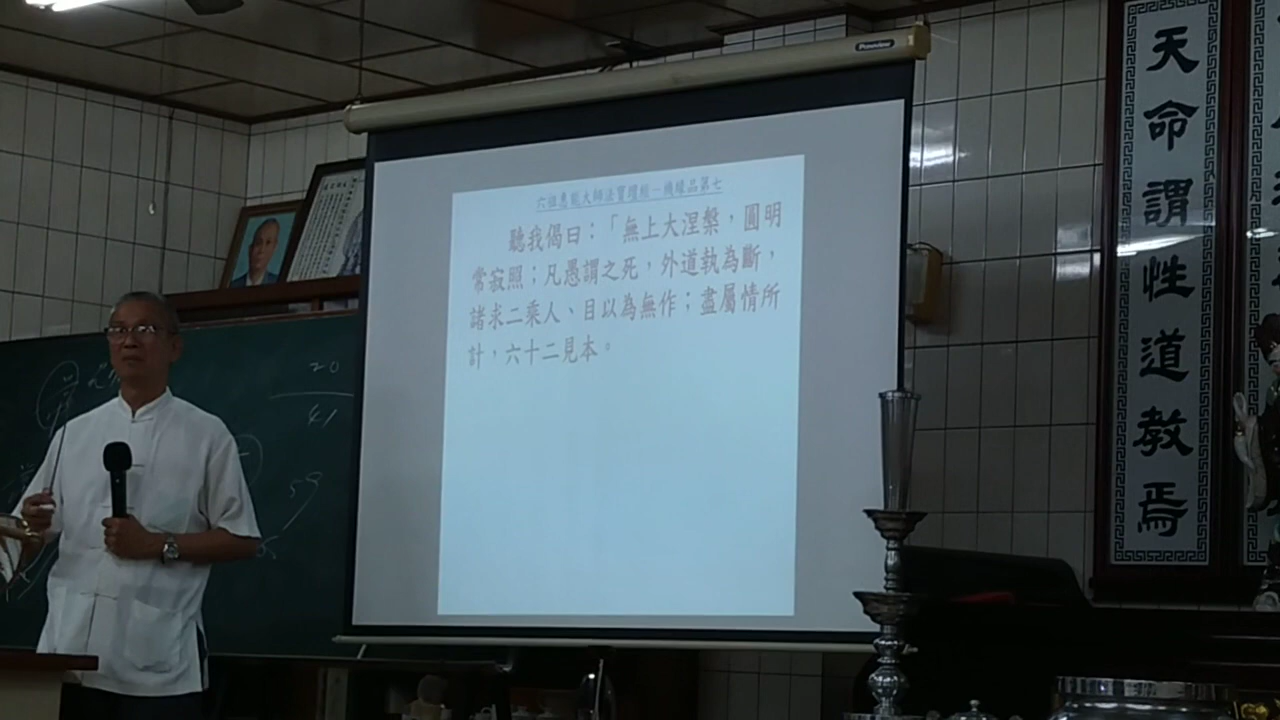 六祖惠能大師法寶壇經－機緣品第七
聽我偈曰：「無上大涅槃，圓明
常寂照；凡愚謂之死，外道執為斷，
諸求二乘人、目以為無作；盡屬情所
計，六十二見本。
天命謂性道教焉
20
41
59